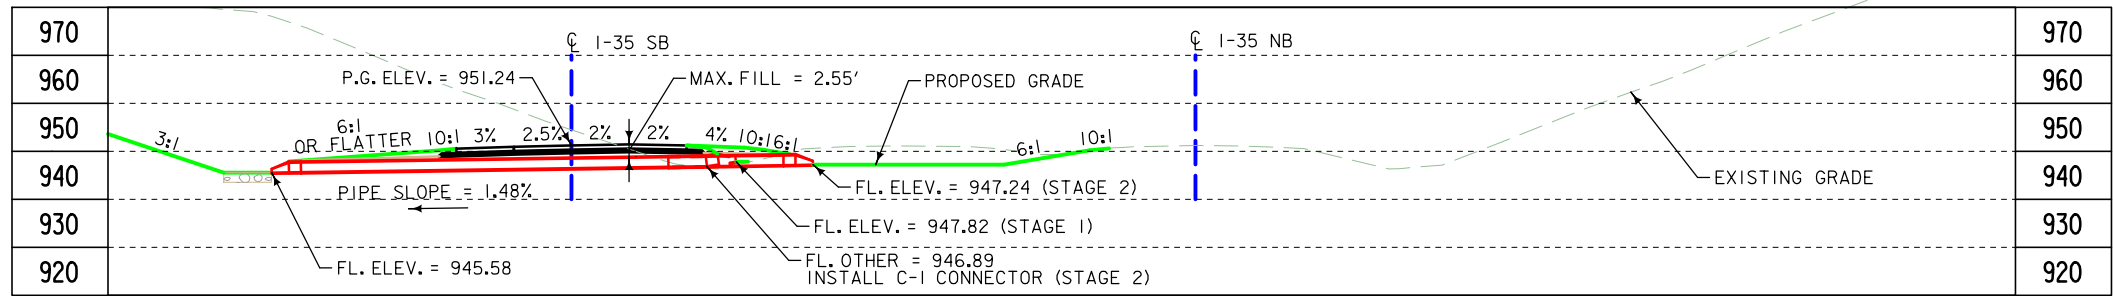 970
960
950
940
930
920
℄ I-35 SB
℄ I-35 NB
P.G. ELEV. = 951.24
MAX. FILL = 2.55'
PROPOSED GRADE
3:1
6:1
OR FLATTER
10:1
3%
2.5%
2%
2%
4%
10:1
6:1
6:1
10:1
PIPE SLOPE = 1.48%
FL. ELEV. = 947.24 (STAGE 2)
EXISTING GRADE
FL. ELEV. = 947.82 (STAGE 1)
FL. ELEV. = 945.58
FL. OTHER = 946.89
INSTALL C-1 CONNECTOR (STAGE 2)
970
960
950
940
930
920